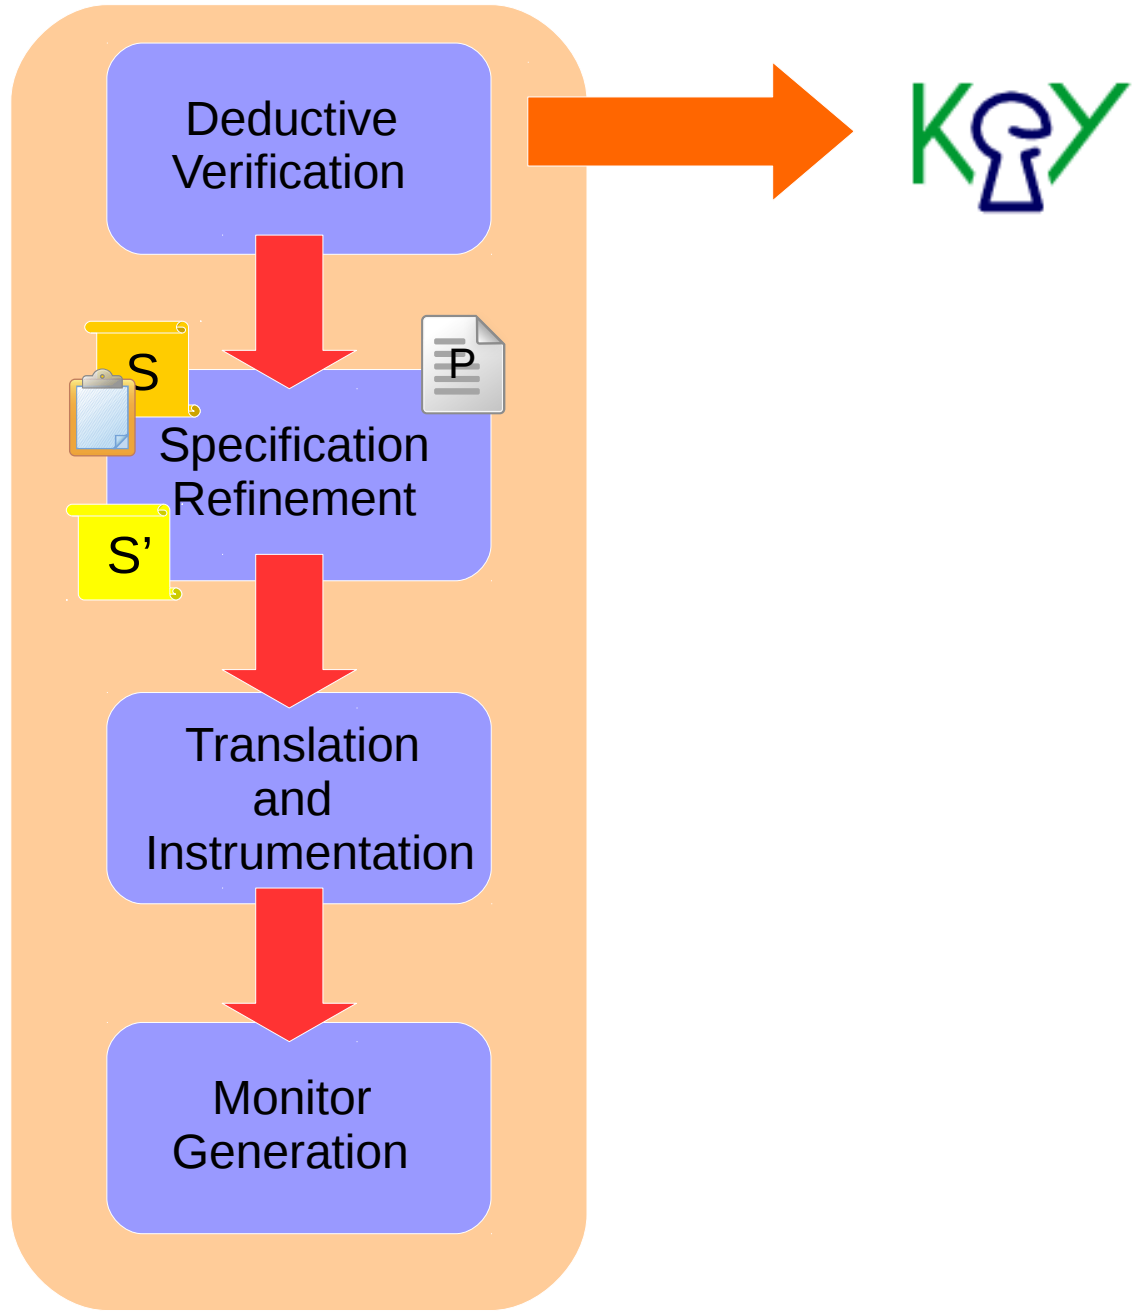 Deductive
Verification
KeY
S
P
Specification
Refinement
S’
Translation
and
Instrumentation
Monitor
Generation